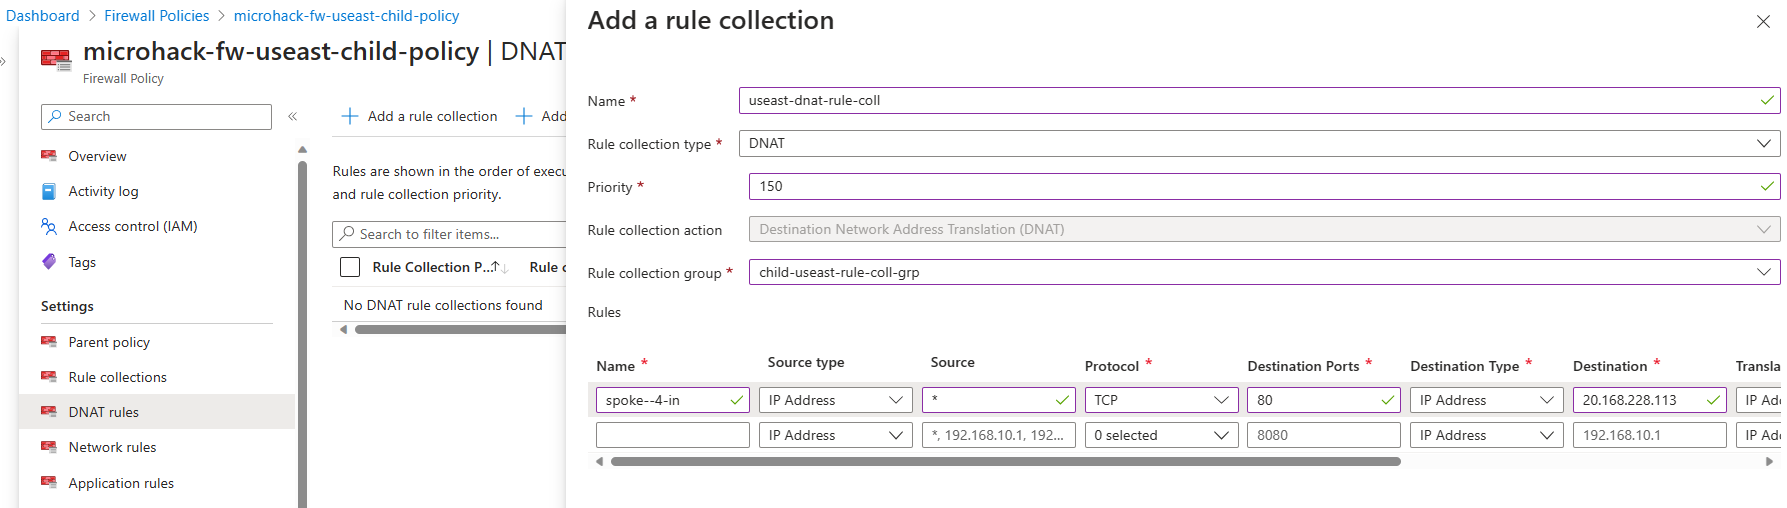 Dashboard > Firewall Policies > microhack-fw-useast-child-policy
microhack-fw-useast-child-policy | DNAT
Firewall Policy
Search
Overview
Activity log
Access control (IAM)
Tags
Settings
Parent policy
Rule collections
DNAT rules
Network rules
Application rules
Add a rule collection
Add
Rules are shown in the order of execu
and rule collection priority.
Search to filter items...
Rule Collection P... Rule c
No DNAT rule collections found
Add a rule collection
Name * useast-dnat-rule-coll
Rule collection type * DNAT
Priority * 150
Rule collection action Destination Network Address Translation (DNAT)
Rule collection group * child-useast-rule-coll-grp
Rules
Name * Source type Source Protocol * Destination Ports * Destination Type * Destination * Transla
spoke--4-in IP Address * TCP 80 IP Address 20.168.228.113 IP Ad
IP Address *, 192.168.10.1, 192... 0 selected 8080 IP Address 192.168.10.1 IP Ad